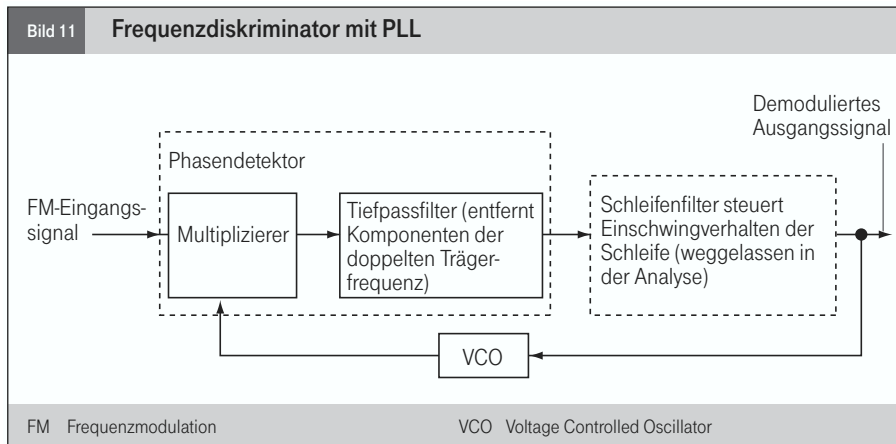 Bild 11
Frequenzdiskriminator mit PLL
Demoduliertes
Ausgangssignal
Phasendetektor
FM-Eingangs-
signal
Multiplizierer
Tiefpassfilter (entfernt
Komponenten der
doppelten Träger-
frequenz)
Schleifenfilter steuert
Einschwingverhalten der
Schleife (weggelassen in
der Analyse)
VCO
FM Frequenzmodulation
VCO Voltage Controlled Oscillator